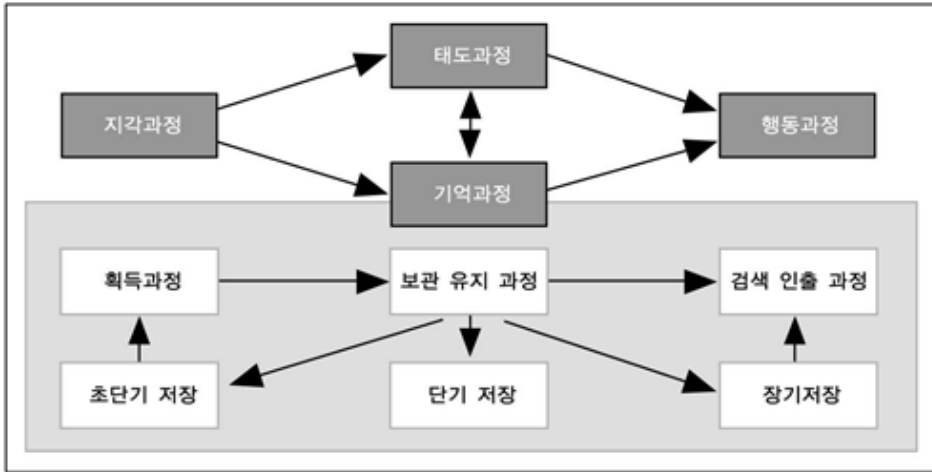 태도과정
지각과정
행동과정
기억과정
획득과정
보관 유지 과정
검색 인출 과정
초단기 저장
단기 저장
장기저장